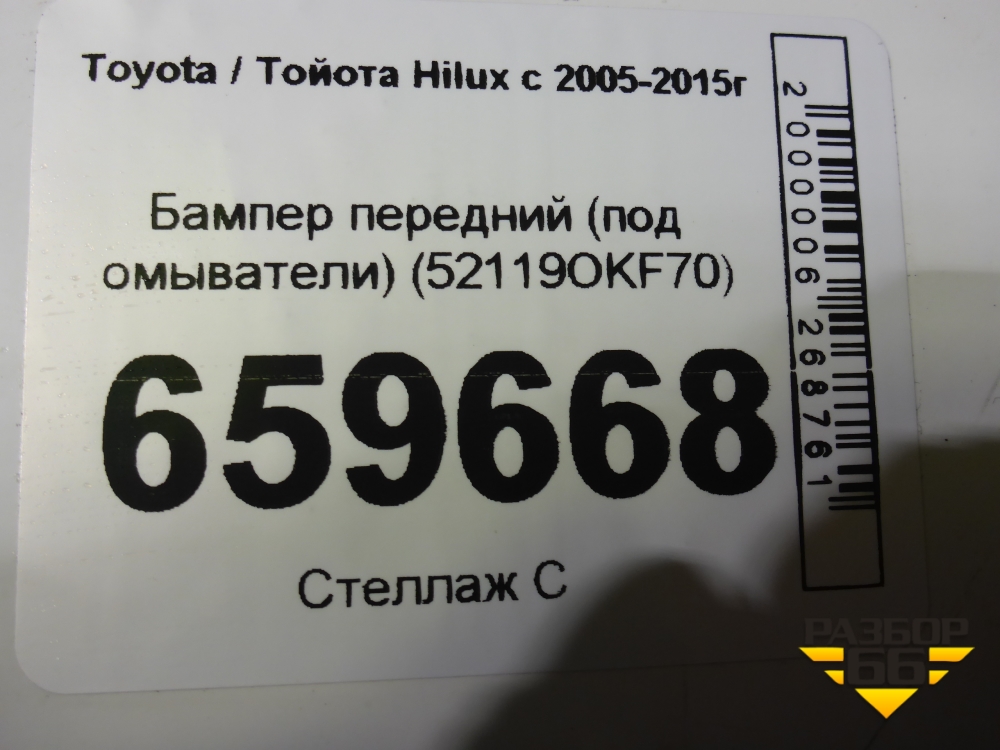 Toyota / Тойота Hilux с 2005-2015г
Бампер передний (под
омыватели) (52119OKF70)
659668
Стеллаж С
2000006268761
РАЗБОР
66